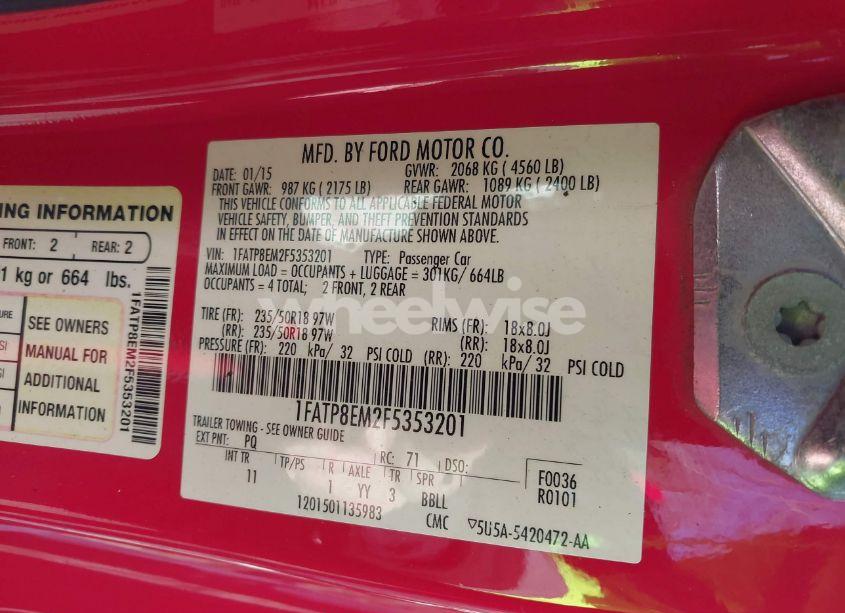 MFD. BY FORD MOTOR CO.
DATE: 01/15 GVWR: 2068 KG (4560 LB)
FRONT GAWR: 987 KG (2175 LB) REAR GAWR: 1089 KG (2400 LB)
THIS VEHICLE CONFORMS TO ALL APPLICABLE FEDERAL MOTOR
VEHICLE SAFETY, BUMPER, AND THEFT PREVENTION STANDARDS
IN EFFECT ON THE DATE OF MANUFACTURE SHOWN ABOVE.
VIN: 1FATP8EM2F5353201 TYPE: Passenger Car
MAXIMUM LOAD = OCCUPANTS + LUGGAGE = 301KG/ 664LB
OCCUPANTS = 4 TOTAL; 2 FRONT, 2 REAR
TIRE (FR): 235/50R18 97W RIMS (FR): 18x8.0J
(RR): 235/50R18 97W (RR): 18x8.0J
PRESSURE (FR): 220 kPa/ 32 PSI COLD (RR): 220 kPa/ 32 PSI COLD
1FATP8EM2F5353201
TRAILER TOWING - SEE OWNER GUIDE
EXT PNT: PQ RC: 71 DSO:
INT TR TP/PS R AXLE TR SPR
11 1 YY 3 BBLL
1201501135983 CMC
F0036
R0101
▽5U5A-5420472-AA
NG INFORMATION
FRONT: 2 REAR: 2
1 kg or 664 lbs.
SEE OWNERS
MANUAL FOR
ADDITIONAL
INFORMATION
1FATP8EM2F5353201
wheelwise